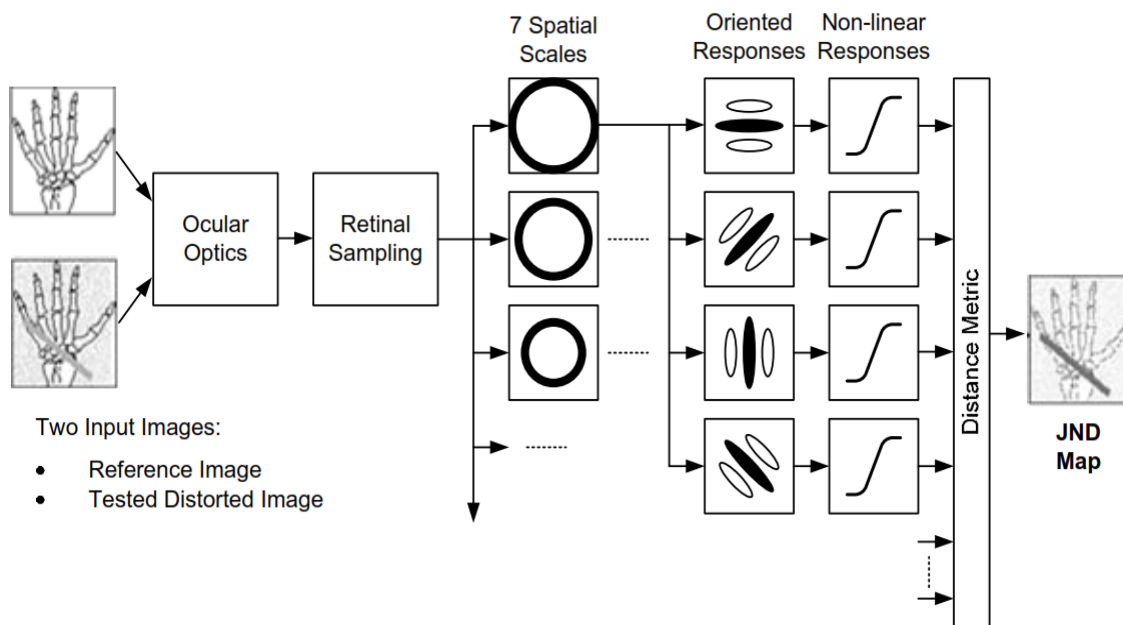 7 Spatial
Scales
Oriented
Responses
Non-linear
Responses
Ocular
Optics
Retinal
Sampling
Distance Metric
JND
Map
Two Input Images:
• Reference Image
• Tested Distorted Image